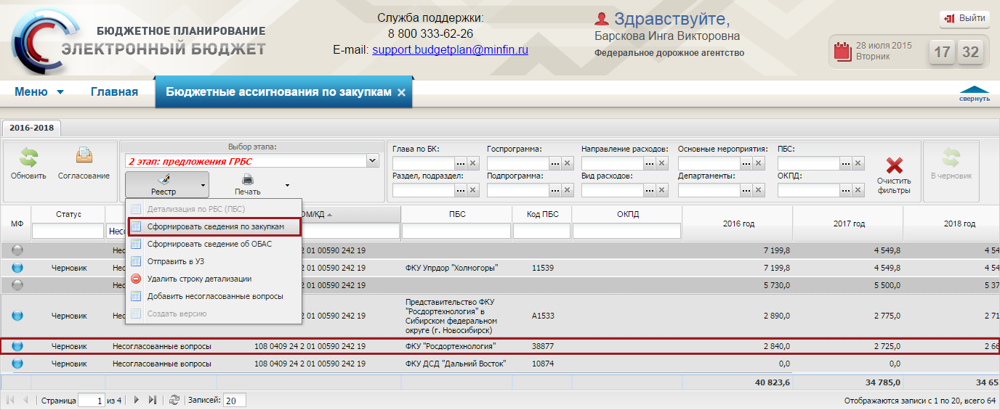 Служба поддержки:
8 800 333-62-26
E-mail: support.budgetplan@minfin.ru
БЮДЖЕТНОЕ ПЛАНИРОВАНИЕ
ЭЛЕКТРОННЫЙ БЮДЖЕТ
Здравствуйте,
Барскова Инга Викторовна
Федеральное дорожное агентство
Выйти
28 июля 2015
Вторник
17 32
Меню Главная Бюджетные ассигнования по закупкам
свернуть
2016-2018
Обновить Согласование
Выбор этапа:
2 этап: предложения ГРБС
Реестр Печать
Глава по БК: Госпрограмма: Направление расходов: Основные мероприятия: ПБС:
Раздел, подраздел: Подпрограмма: Вид расходов: Департаменты: ОКПД:
Очистить
фильтры
В черновик
Детализация по РБС (ПБС)
Сформировать сведения по закупкам
Сформировать сведение об ОБАС
Отправить в УЗ
Удалить строку детализации
Добавить несогласованные вопросы
Создать версию
МФ Статус ОМ/КД ПБС Код ПБС ОКПД 2016 год 2017 год 2018 год
Несо
Нес 2 01 00590 242 19 7 199,8 4 549,8 4 54
Черновик Нес 2 01 00590 242 19 ФКУ Упрдор "Холмогоры" 11539 7 199,8 4 549,8 4 54
Нес 2 01 00590 242 19 5 730,0 5 500,0 5 37
Черновик Нес 2 01 00590 242 19 Представительство ФКУ
"Росдортехнология" в
Сибирском федеральном
округе (г. Новосибирск)
А1533 2 890,0 2 775,0 2 71
Черновик Несогласованные вопросы 108 0409 24 2 01 00590 242 19 ФКУ "Росдортехнология" 38877 2 840,0 2 725,0 2 66
Черновик Несогласованные вопросы 108 0409 24 2 01 00590 242 19 ФКУ ДСД "Дальний Восток" 10874 0,0 0,0
40 823,6 34 785,0 34 65
Страница 1 из 4 Записей: 20 Отображаются записи с 1 по 20, всего 64